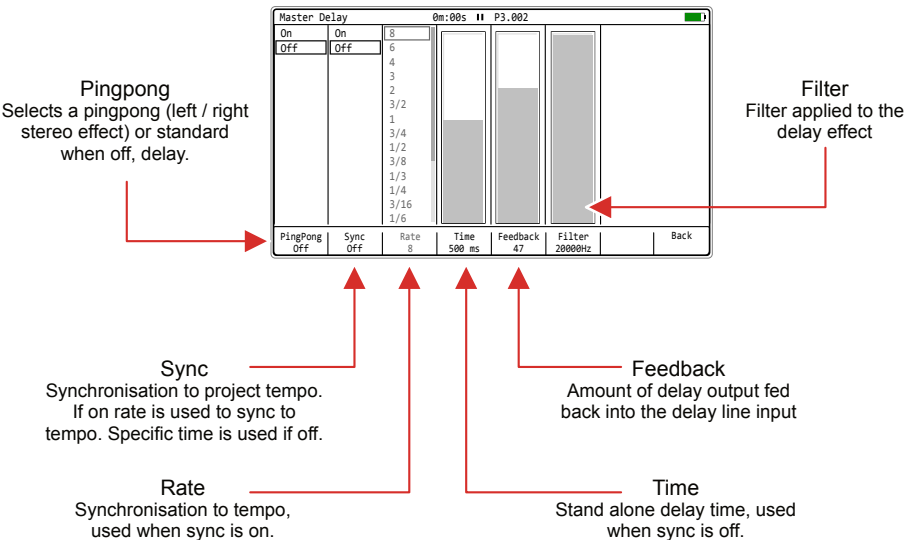 Master Delay 0m:00s P3.002
On On 8
Off Off 6
4
3
2
3/2
1
3/4
1/2
3/8
1/3
1/4
3/16
1/6
PingPong Sync Rate Time Feedback Filter Back
Off Off 8 500 ms 47 20000Hz
Pingpong
Selects a pingpong (left / right
stereo effect) or standard
when off, delay.
Filter
Filter applied to the
delay effect
Sync
Synchronisation to project tempo.
If on rate is used to sync to
tempo. Specific time is used if off.
Feedback
Amount of delay output fed
back into the delay line input
Rate
Synchronisation to tempo,
used when sync is on.
Time
Stand alone delay time, used
when sync is off.